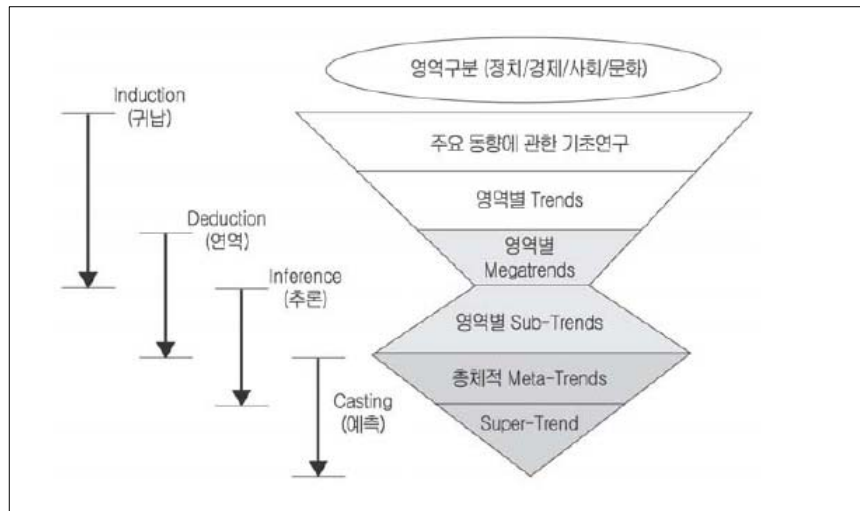 영역구분 (정치/경제/사회/문화)
Induction
(귀납)
주요 동향에 관한 기초연구
영역별 Trends
Deduction
(연역)
영역별
Megatrends
Inference
(추론)
영역별 Sub-Trends
총체적 Meta-Trends
Casting
(예측)
Super-Trend